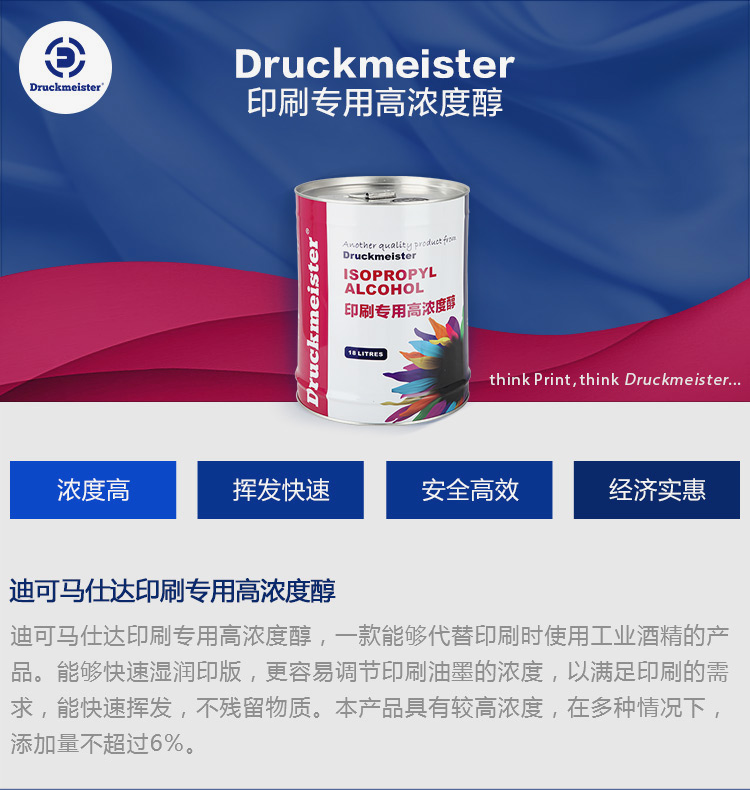 Druckmeister®
Druckmeister
印刷专用高浓度醇
Another quality product from
Druckmeister
ISOPROPYL
ALCOHOL
印刷专用高浓度醇
18 LITRES
Druckmeister®
think Print, think Druckmeister...
浓度高
挥发快速
安全高效
经济实惠
迪可马仕达印刷专用高浓度醇
迪可马仕达印刷专用高浓度醇，一款能够代替印刷时使用工业酒精的产
品。能够快速湿润印版，更容易调节印刷油墨的浓度，以满足印刷的需
求，能快速挥发，不残留物质。本产品具有较高浓度，在多种情况下，
添加量不超过6%。